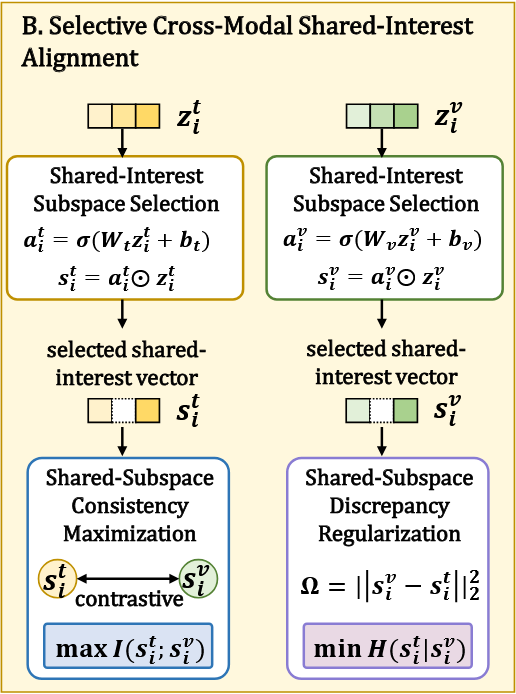 B. Selective Cross-Modal Shared-Interest
Alignment
z_i^t
Shared-Interest
Subspace Selection
a_i^t = σ(W_t z_i^t + b_t)
s_i^t = a_i^t ⊙ z_i^t
selected shared-
interest vector
s_i^t
Shared-Subspace
Consistency
Maximization
s_i^t
s_i^v
contrastive
max I(s_i^t; s_i^v)
z_i^v
Shared-Interest
Subspace Selection
a_i^v = σ(W_v z_i^v + b_v)
s_i^v = a_i^v ⊙ z_i^v
selected shared-
interest vector
s_i^v
Shared-Subspace
Discrepancy
Regularization
Ω = ||s_i^v − s_i^t||_2^2
min H(s_i^t|s_i^v)